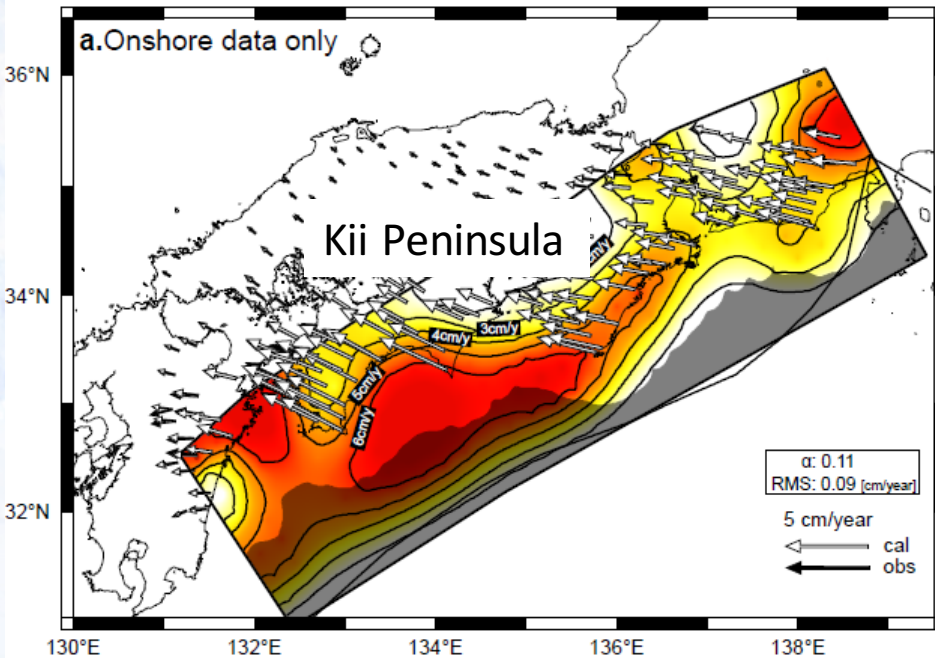 a.Onshore data only
36°N
34°N
32°N
Kii Peninsula
3cm/y
4cm/y
5cm/y
6cm/y
α: 0.11
RMS: 0.09 [cm/year]
5 cm/year
cal
obs
130°E
132°E
134°E
136°E
138°E